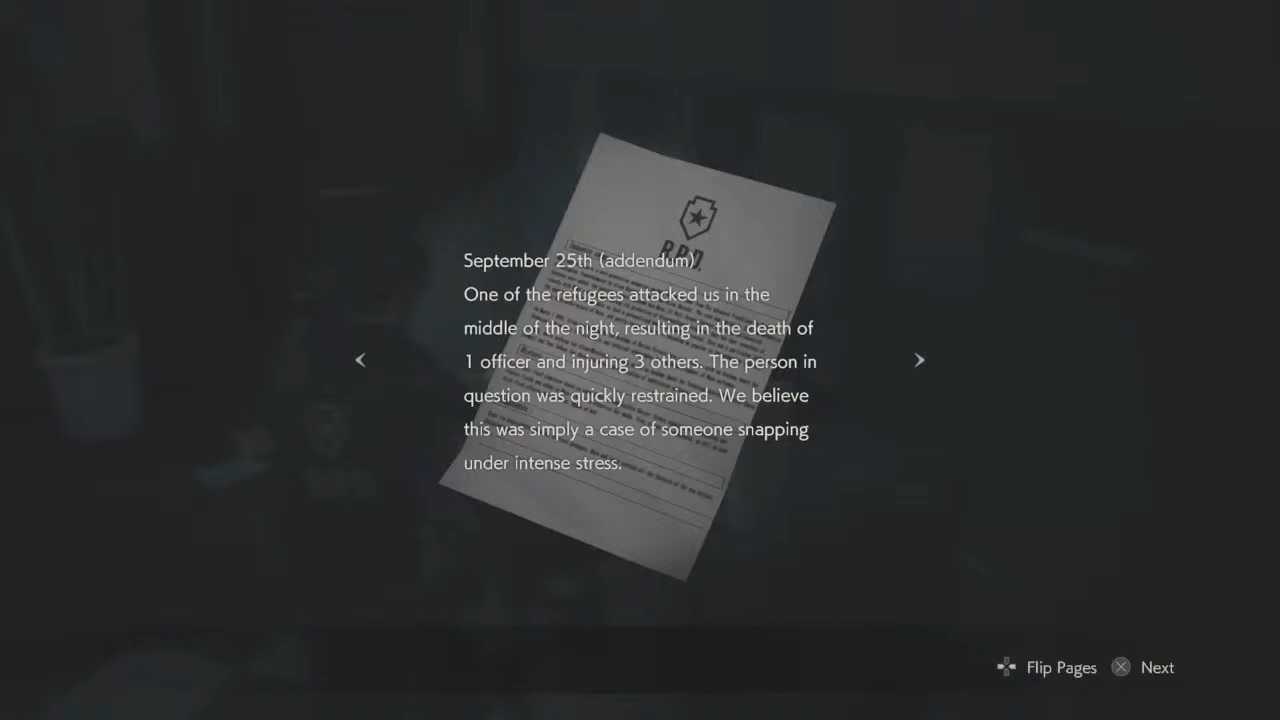 R.P.D.
September 25th (addendum)
One of the refugees attacked us in the
middle of the night, resulting in the death of
1 officer and injuring 3 others. The person in
question was quickly restrained. We believe
this was simply a case of someone snapping
under intense stress.
Flip Pages
Next